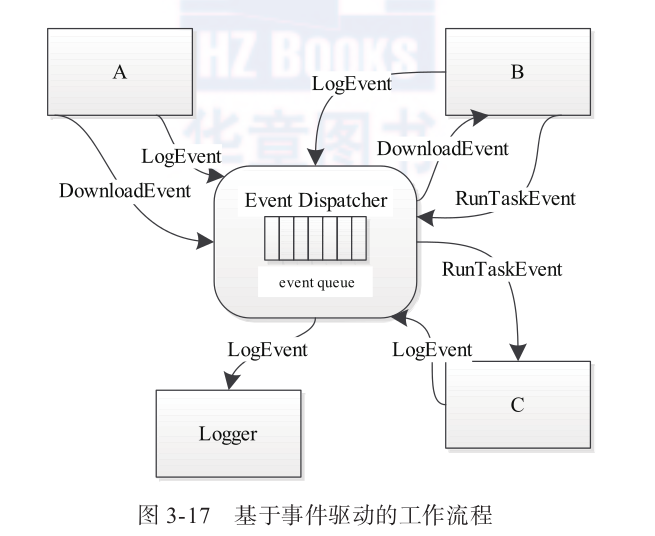 HZ BOOKS
华章图书
A
B
LogEvent
LogEvent
DownloadEvent
DownloadEvent
RunTaskEvent
Event Dispatcher
event queue
RunTaskEvent
LogEvent
LogEvent
Logger
C
图 3-17 基于事件驱动的工作流程